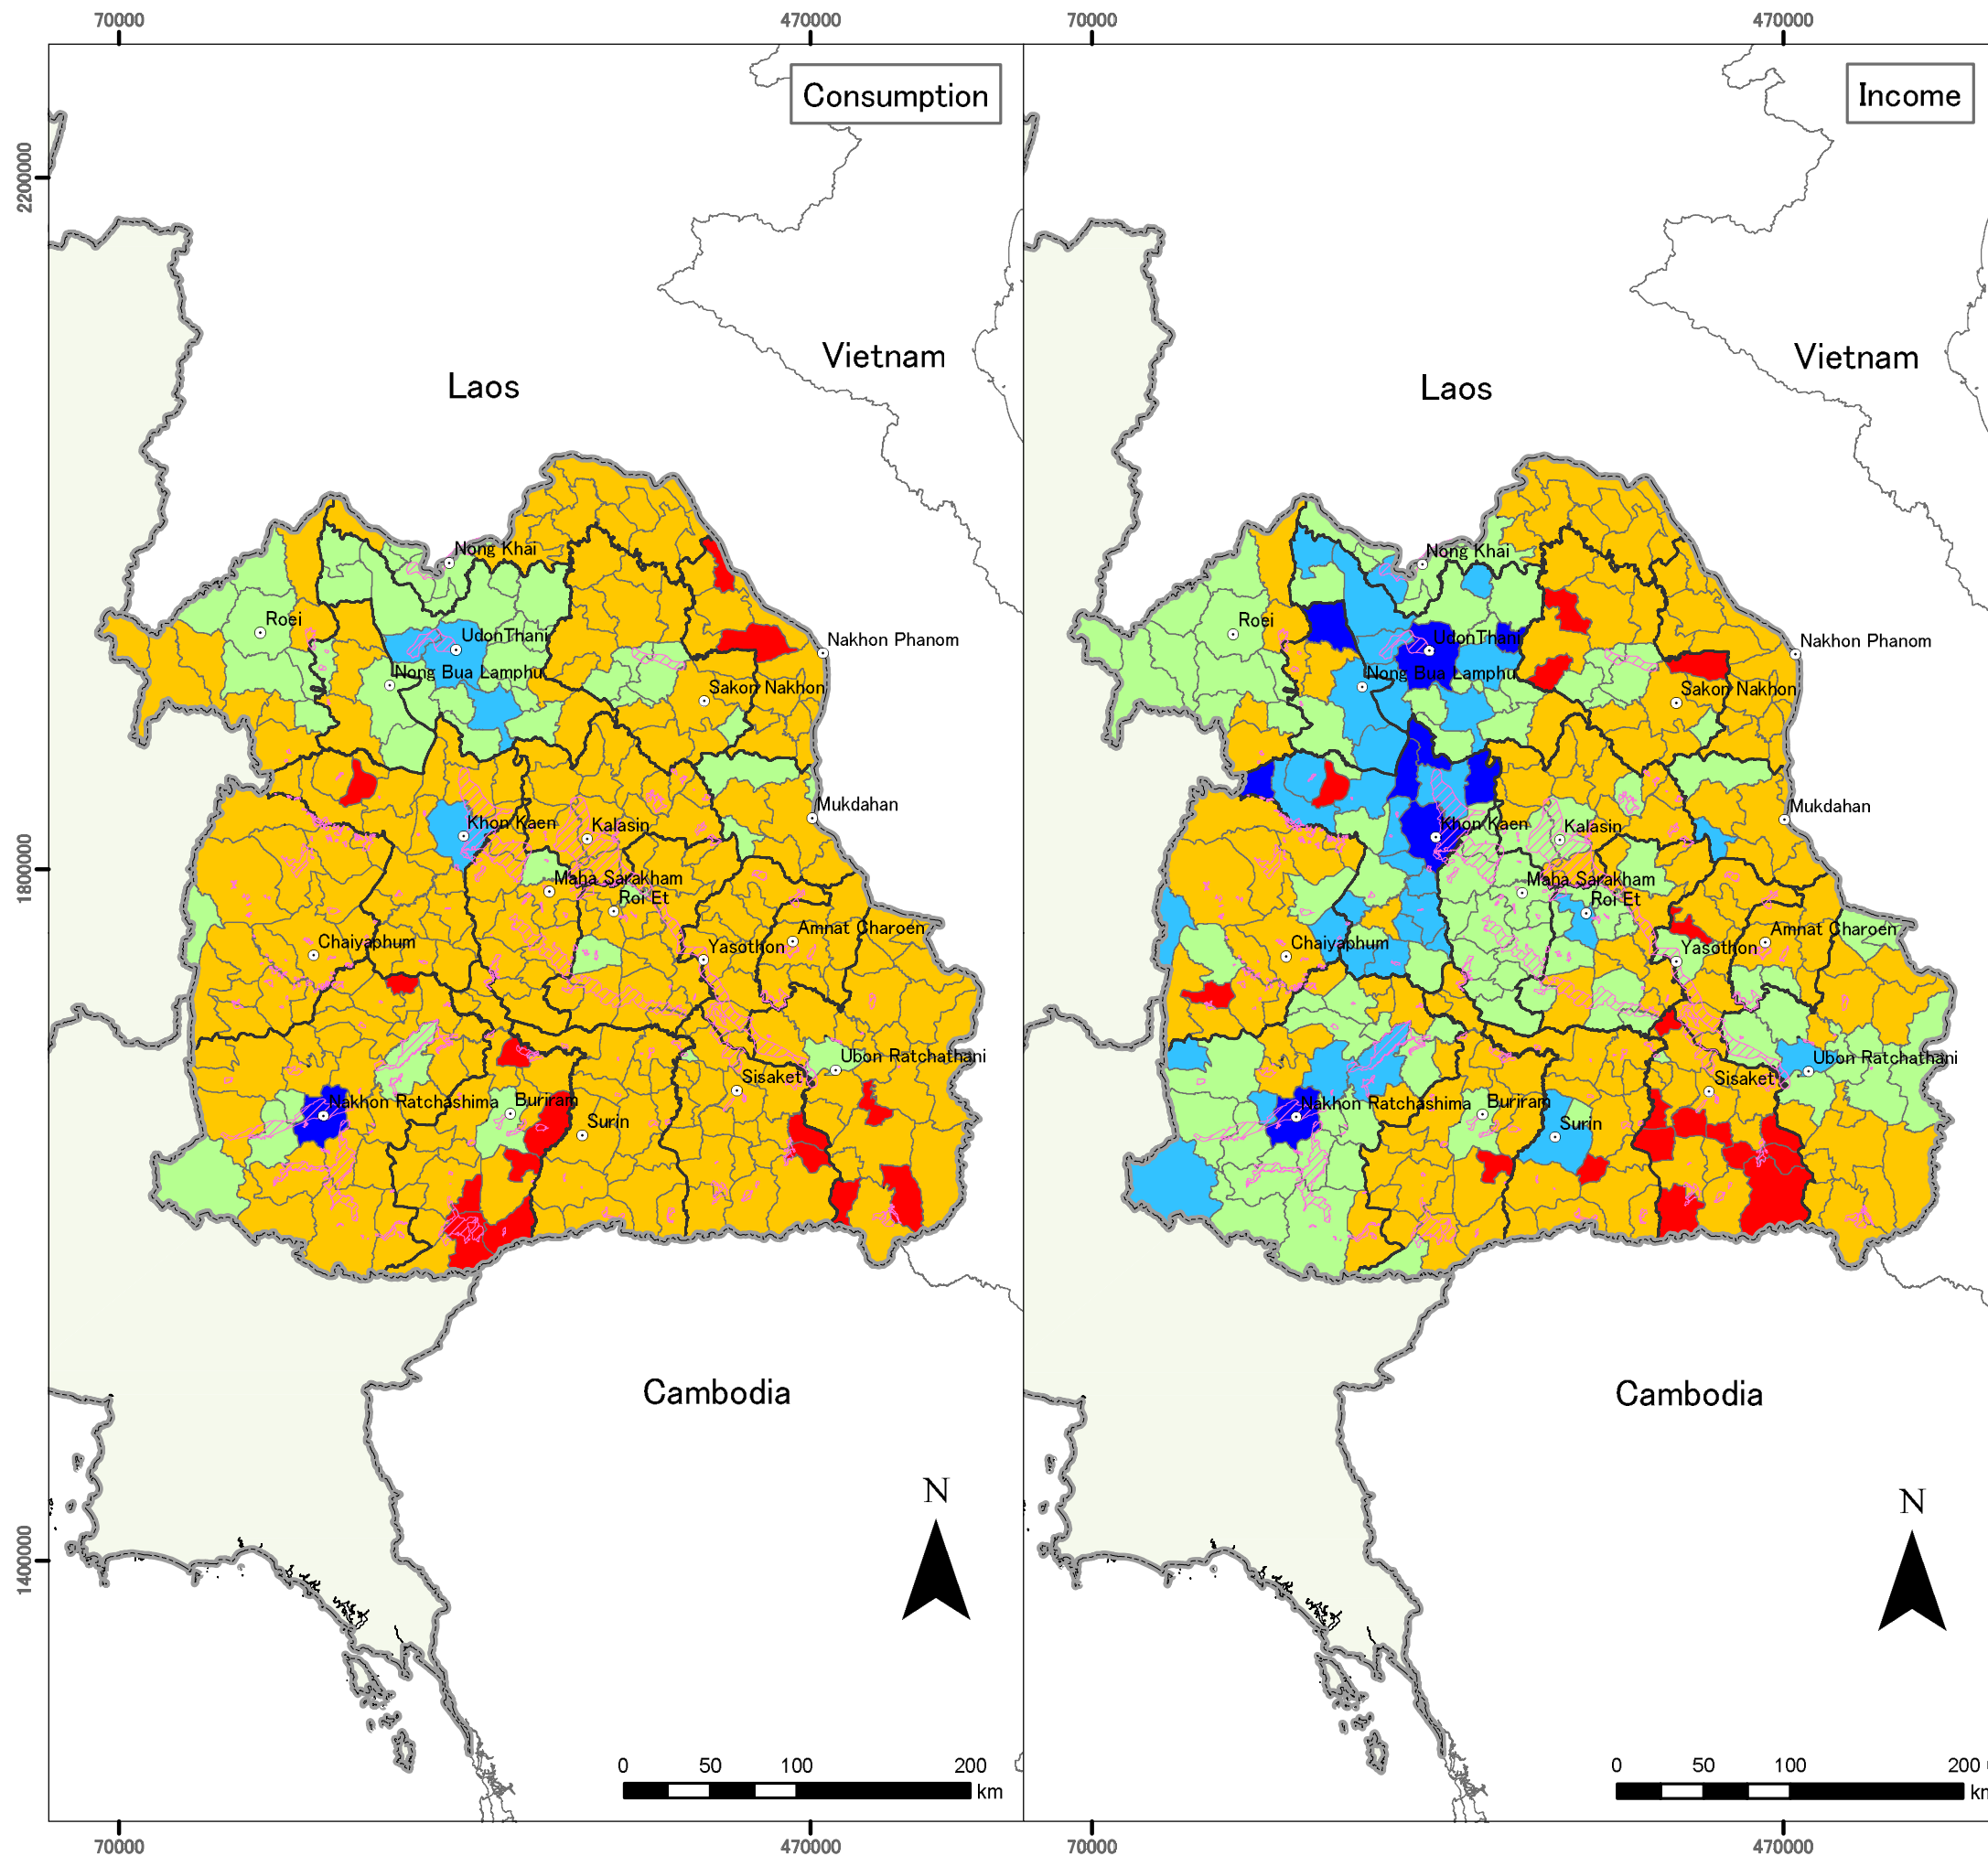 70000
470000
70000
470000
Consumption
Income
2200000
1800000
1400000
Laos
Vietnam
Cambodia
Nong Khai
Roei
UdonThani
Nong Bua Lamphu
Nakhon Phanom
Sakon Nakhon
Mukdahan
Khon Kaen
Kalasin
Maha Sarakham
Roi Et
Chaiyaphum
Yasothon
Amnat Charoen
Ubon Ratchathani
Sisaket
Nakhon Ratchashima
Buriram
Surin
N
0 50 100 200
km
Laos
Vietnam
Cambodia
Nong Khai
Roei
UdonThani
Nong Bua Lamphu
Nakhon Phanom
Sakon Nakhon
Mukdahan
Khon Kaen
Kalasin
Maha Sarakham
Roi Et
Chaiyaphum
Yasothon
Amnat Charoen
Ubon Ratchathani
Sisaket
Nakhon Ratchashima
Buriram
Surin
N
0 50 100 200
70000
470000
70000
470000